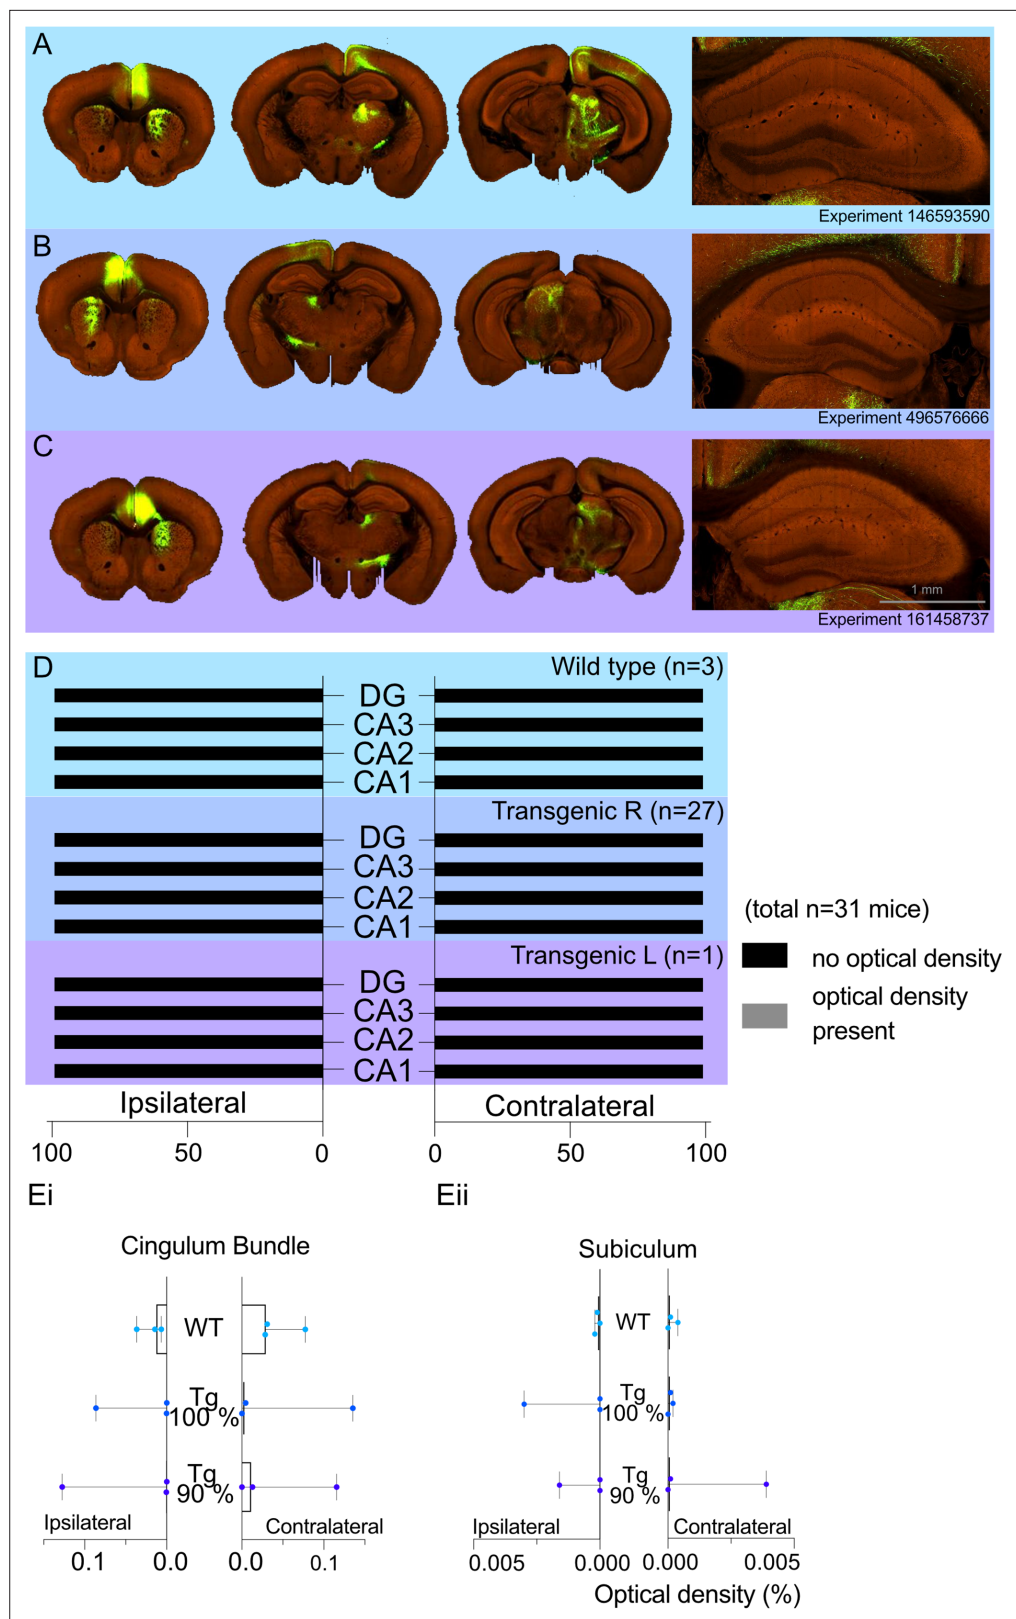 A
Experiment 146593590
B
Experiment 496576666
C
1 mm
Experiment 161458737
D
Wild type (n=3)
DG
CA3
CA2
CA1
Transgenic R (n=27)
DG
CA3
CA2
CA1
Transgenic L (n=1)
DG
CA3
CA2
CA1
(total n=31 mice)
no optical density
optical density
present
Ipsilateral
Contralateral
100 50 0 0 50 100
Ei
Cingulum Bundle
WT
Tg
100 %
Tg
90 %
Ipsilateral
Contralateral
0.1 0.0 0.0 0.1
Eii
Subiculum
WT
Tg
100 %
Tg
90 %
Ipsilateral
Contralateral
0.005 0.000 0.000 0.005
Optical density (%)